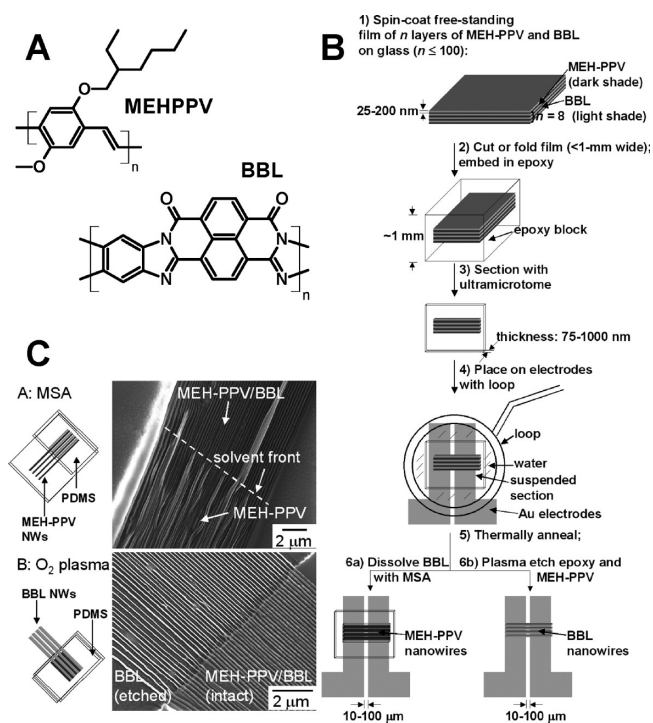 A
O
O
MEHPPV
n
BBL
O
O
N
N
N
N
n
B
1) Spin-coat free-standing
film of n layers of MEH-PPV and BBL
on glass (n ≤ 100):
MEH-PPV
(dark shade)
BBL
25-200 nm
n = 8 (light shade)
2) Cut or fold film (<1-mm wide);
embed in epoxy
~1 mm
epoxy block
3) Section with
ultramicrotome
thickness: 75-1000 nm
4) Place on electrodes
with loop
loop
water
suspended
section
Au electrodes
5) Thermally anneal;
6a) Dissolve BBL
with MSA
6b) Plasma etch epoxy and
MEH-PPV
MEH-PPV
nanowires
BBL
nanowires
10-100 µm
10-100 µm
C
A: MSA
PDMS
MEH-PPV
NWs
MEH-PPV/BBL
solvent front
MEH-PPV
2 µm
B: O2 plasma
BBL NWs
PDMS
BBL
(etched)
MEH-PPV/BBL
(intact)
2 µm